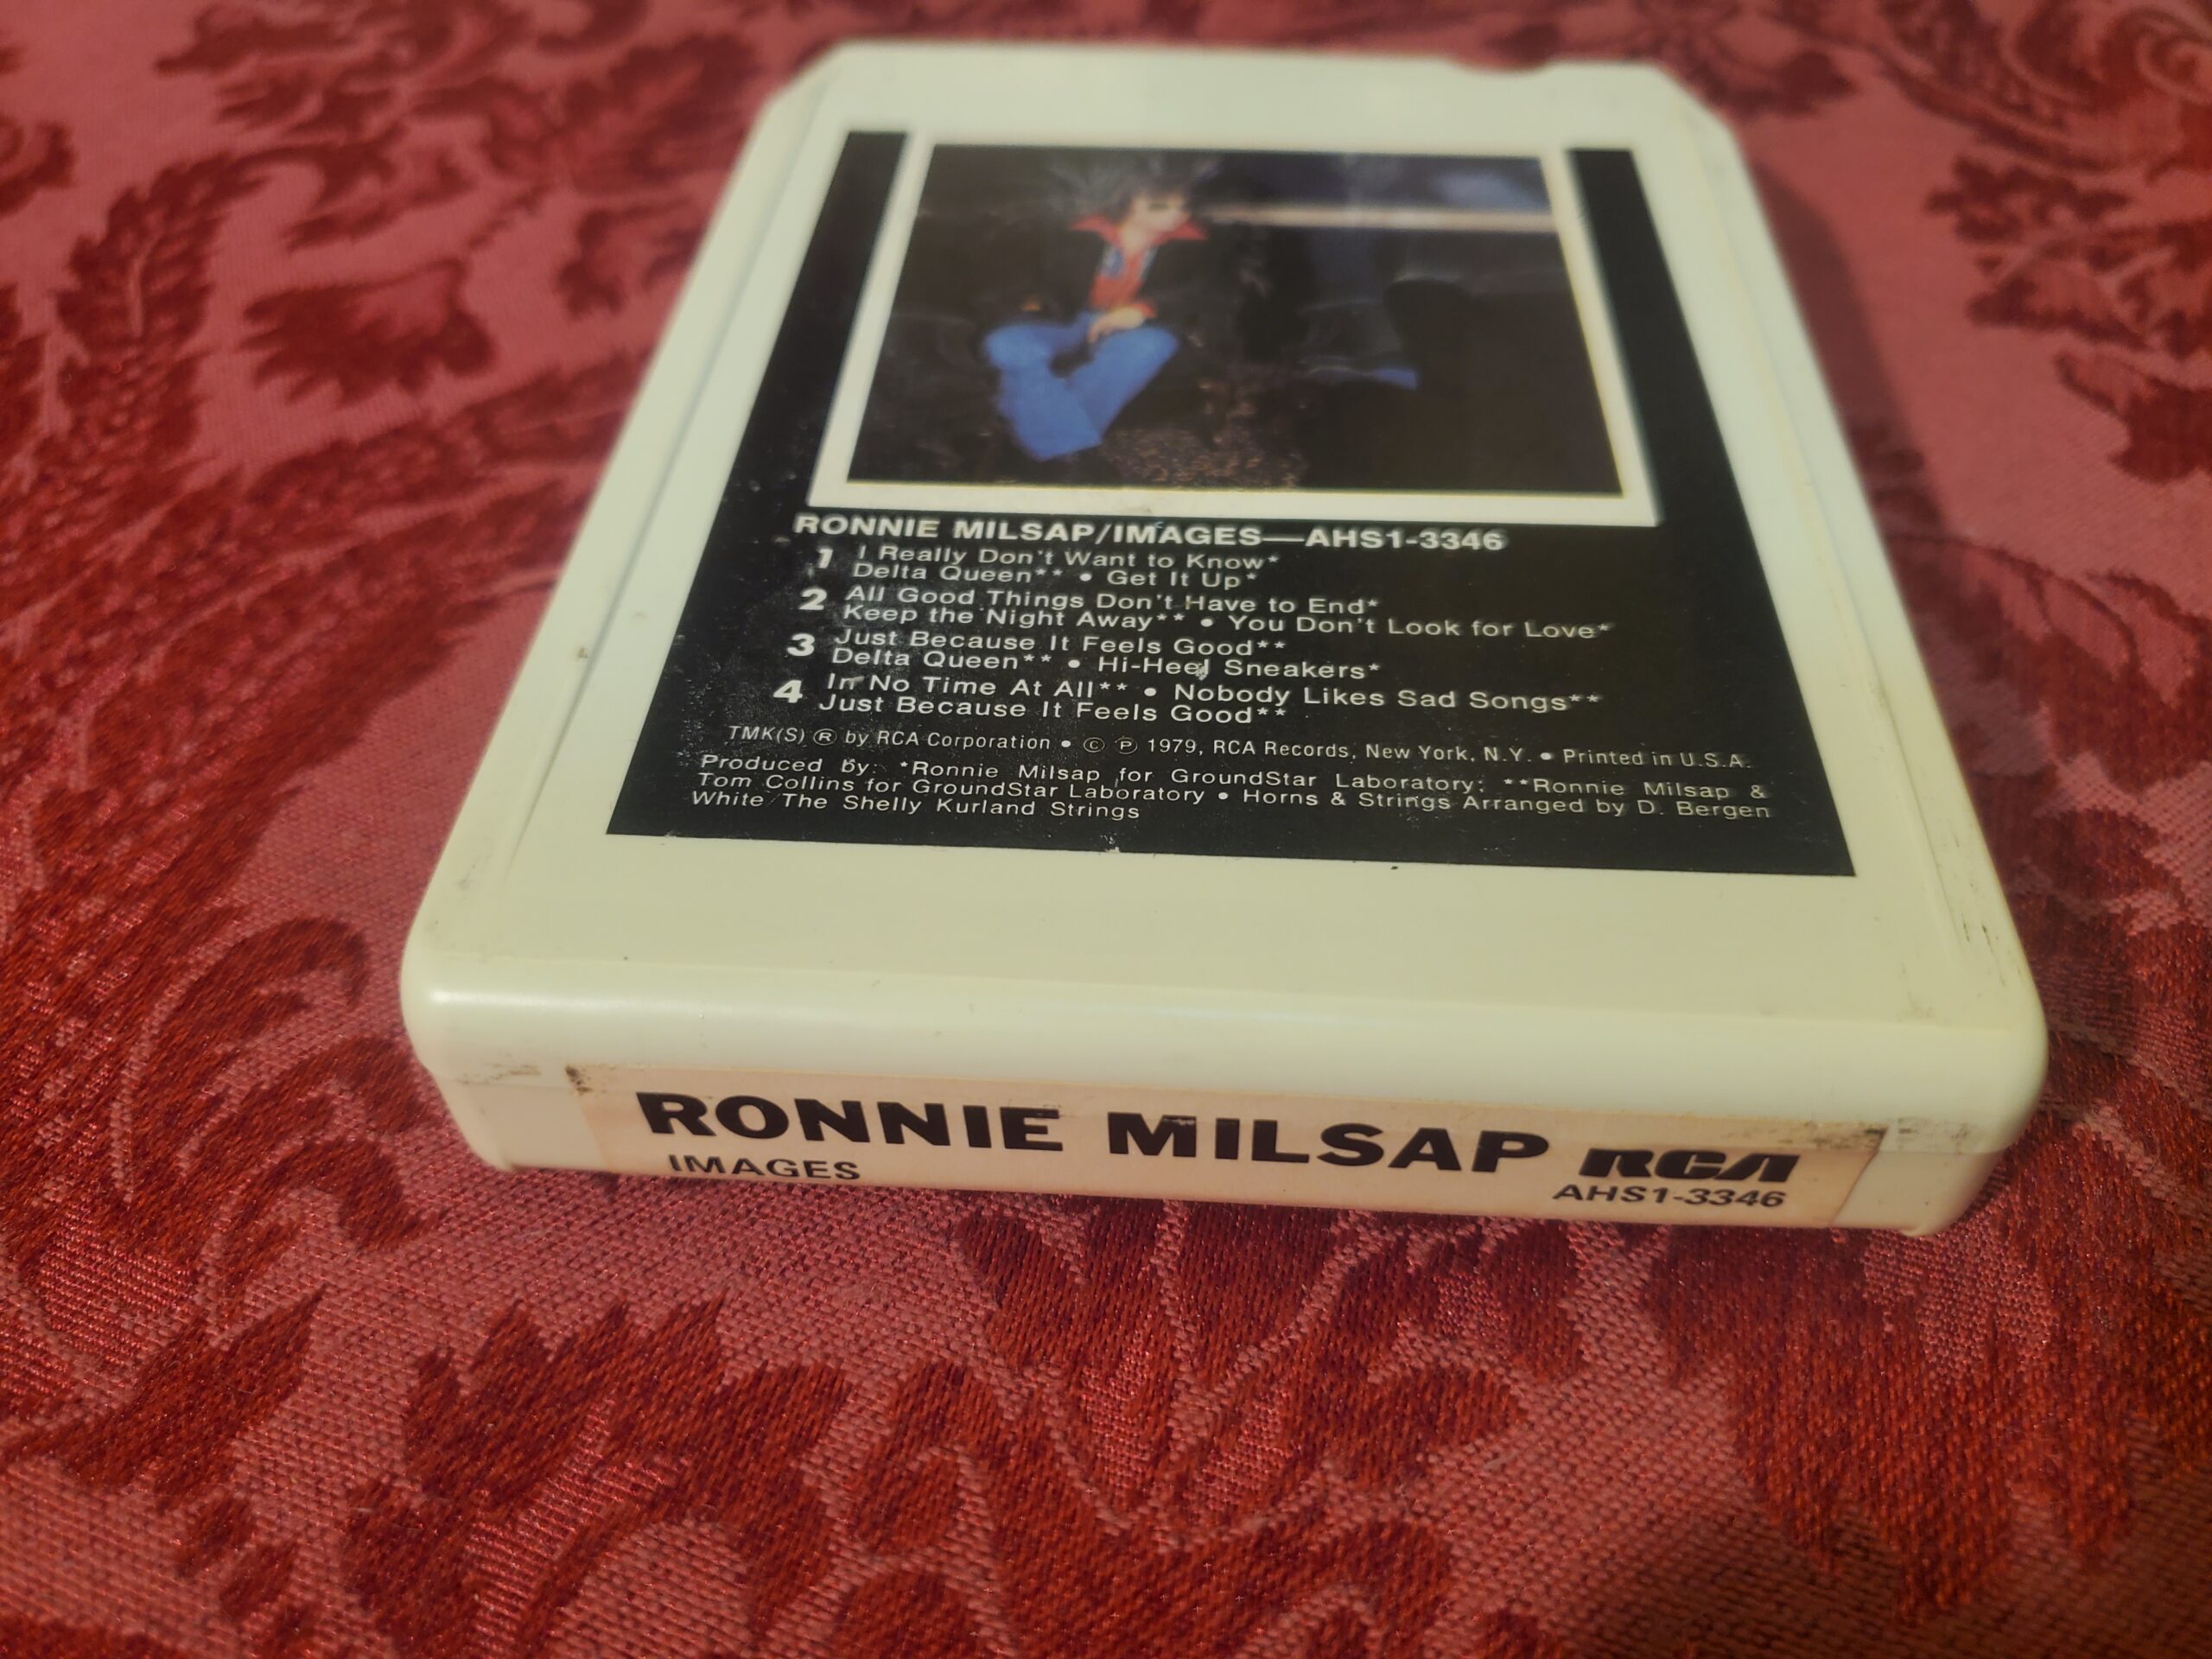 RONNIE MILSAP/IMAGES—AHS1-3346
1 I Really Don't Want to Know*
Delta Queen** • Get It Up*
2 All Good Things Don't Have to End*
Keep the Night Away** • You Don't Look for Love*
3 Just Because It Feels Good**
Delta Queen** • Hi-Heel Sneakers*
4 In No Time At All** • Nobody Likes Sad Songs**
Just Because It Feels Good**
TMK(S) ® by RCA Corporation • © ℗ 1979, RCA Records, New York, N.Y. • Printed in U.S.A.
Produced by: *Ronnie Milsap for GroundStar Laboratory; **Ronnie Milsap &
Tom Collins for GroundStar Laboratory • Horns & Strings Arranged by D. Bergen
White/The Shelly Kurland Strings
RONNIE MILSAP RCA
IMAGES AHS1-3346